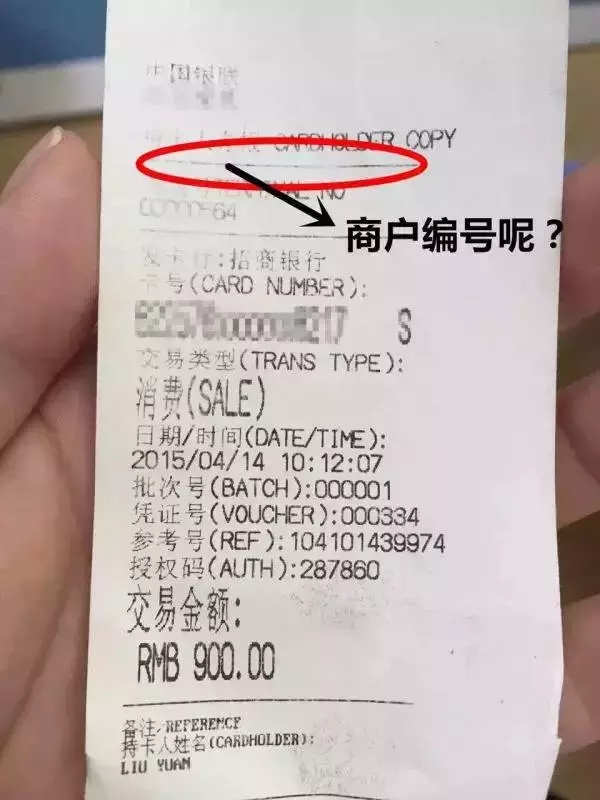 中国银联
CARDHOLDER COPY
NO
商户编号呢？
发卡行:招商银行
卡号(CARD NUMBER):
S
交易类型(TRANS TYPE):
消费(SALE)
日期/时间(DATE/TIME):
2015/04/14 10:12:07
批次号(BATCH):000001
凭证号(VOUCHER):000334
参考号(REF):104101439974
授权码(AUTH):287860
交易金额:
RMB 900.00
备注/REFERENCE
持卡人姓名(CARDHOLDER):
LIU YUAN